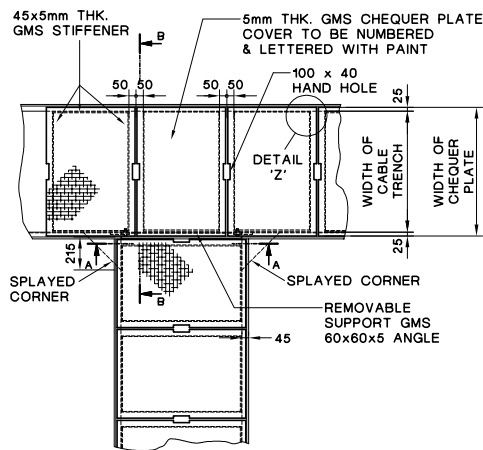 45x5mm THK.
GMS STIFFENER
B
5mm THK. GMS CHEQUER PLATE
COVER TO BE NUMBERED
& LETTERED WITH PAINT
50 50
50 50
100 x 40
HAND HOLE
25
DETAIL
'Z'
WIDTH OF
CABLE
TRENCH
WIDTH OF
CHEQUER
PLATE
215
A
A
25
SPLAYED
CORNER
SPLAYED CORNER
B
REMOVABLE
SUPPORT GMS
60x60x5 ANGLE
45